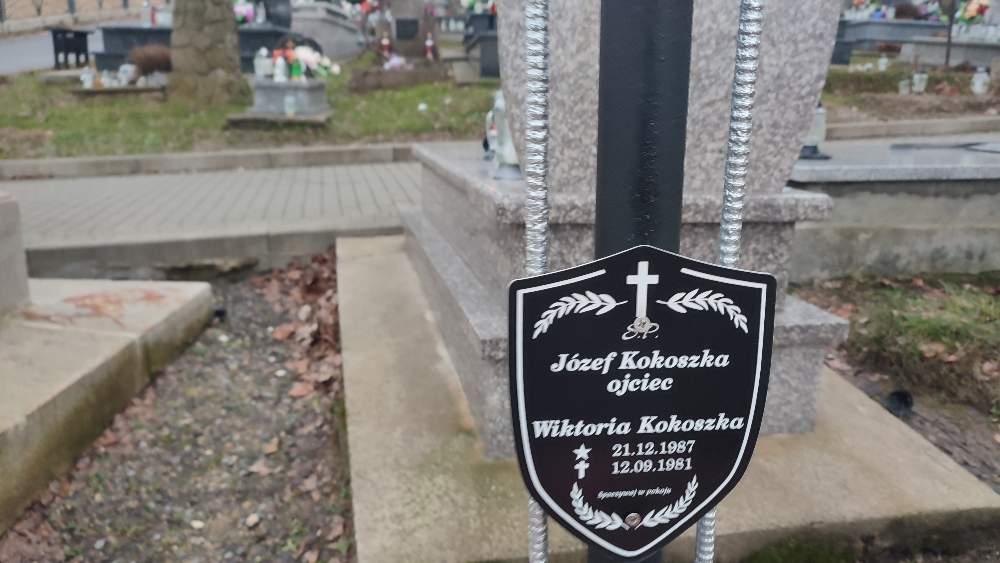 Ś.P.
Józef Kokoszka
ojciec
Wiktoria Kokoszka
21.12.1987
12.09.1981
Spoczywaj w pokoju